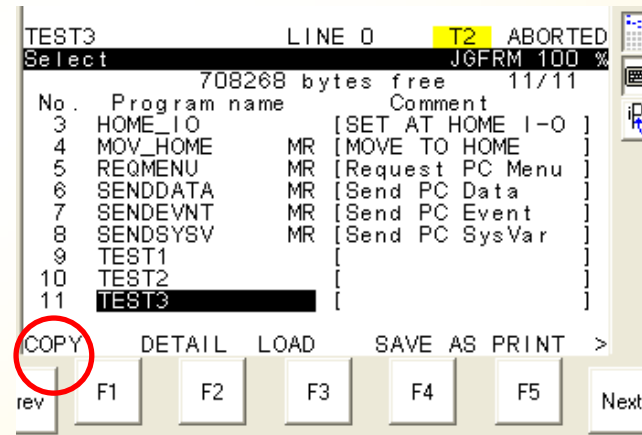 TEST3 LINE 0 T2 ABORTED
Select JGFRM 100 %
708268 bytes free 11/11
No. Program name Comment
3 HOME_IO [SET AT HOME I-O ]
4 MOV_HOME MR [MOVE TO HOME ]
5 REQMENU MR [Request PC Menu ]
6 SENDDATA MR [Send PC Data ]
7 SENDEVNT MR [Send PC Event ]
8 SENDSYSV MR [Send PC SysVar ]
9 TEST1 [ ]
10 TEST2 [ ]
11 TEST3 [ ]
COPY DETAIL LOAD SAVE AS PRINT >
rev F1 F2 F3 F4 F5 Next